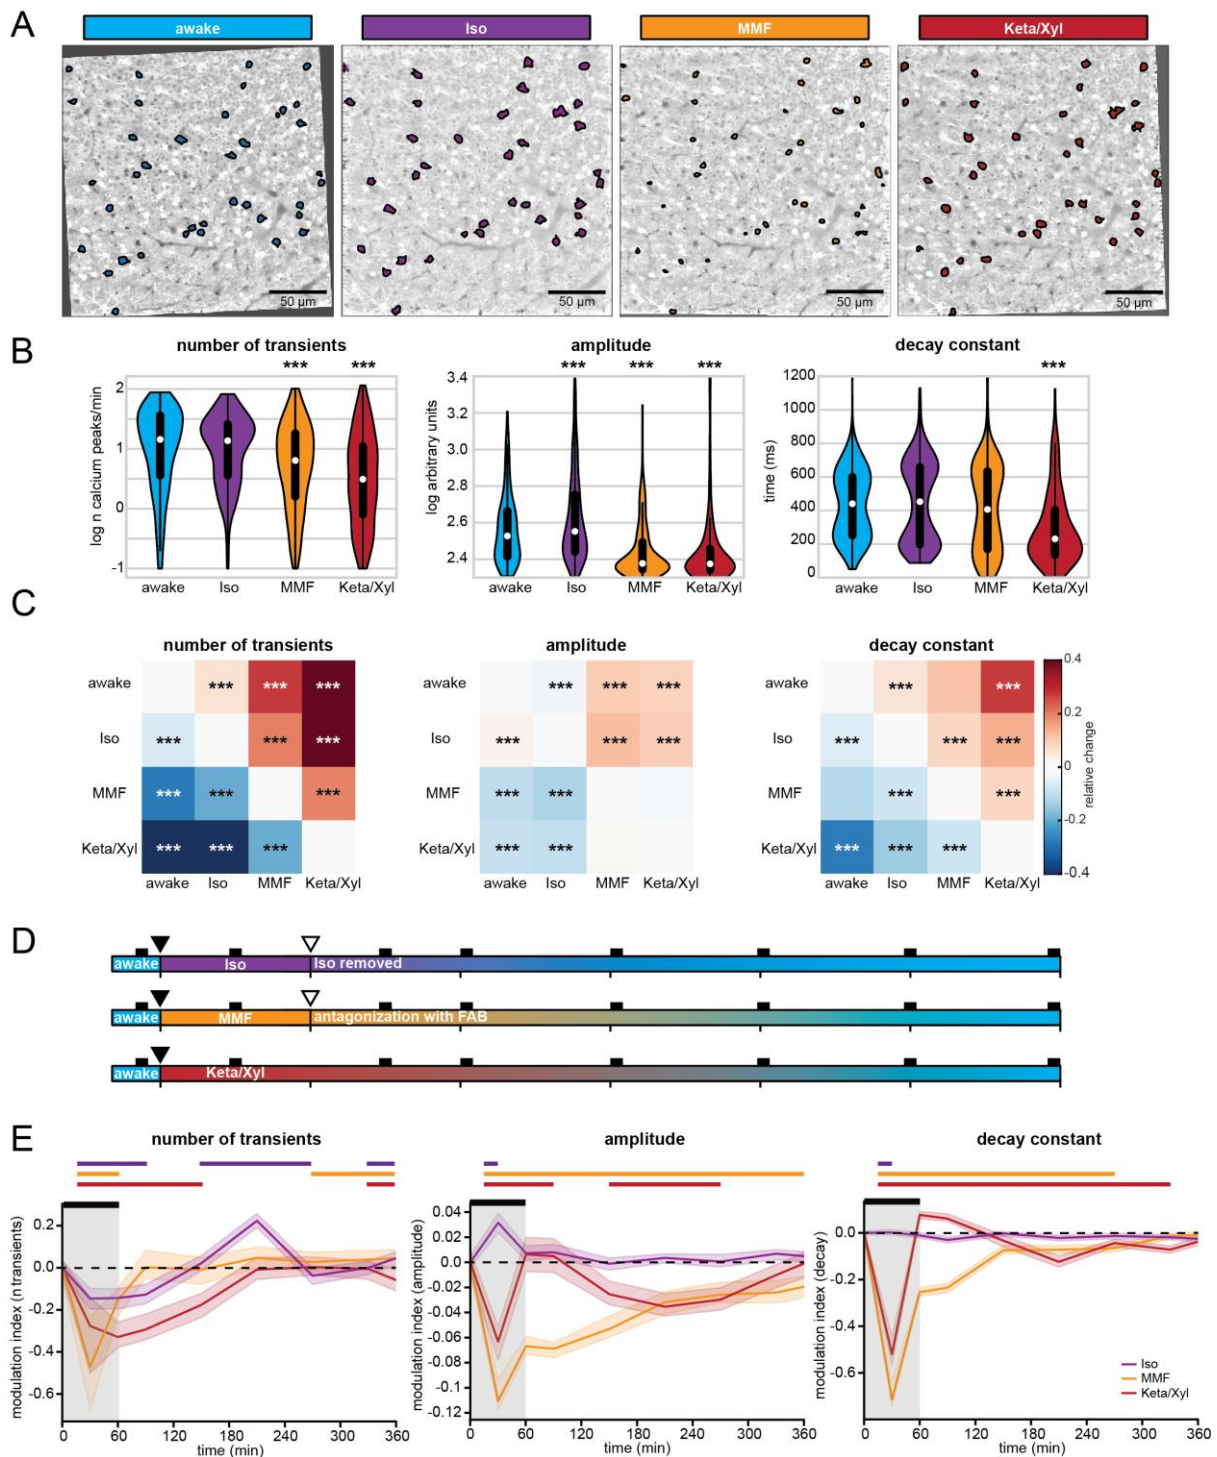 A
awake Iso MMF Keta/Xyl
50 µm 50 µm 50 µm 50 µm
B
number of transients amplitude decay constant
*** *** *** *** *** ***
log n calcium peaks/min
2
1
0
-1
awake Iso MMF Keta/Xyl
log arbitrary units
3.4
3.2
3.0
2.8
2.6
2.4
awake Iso MMF Keta/Xyl
time (ms)
1200
1000
800
600
400
200
0
awake Iso MMF Keta/Xyl
C
number of transients amplitude decay constant
awake *** *** ***
Iso *** *** ***
MMF *** *** ***
Keta/Xyl *** *** ***
awake Iso MMF Keta/Xyl
awake *** *** ***
Iso *** *** ***
MMF *** ***
Keta/Xyl *** ***
awake Iso MMF Keta/Xyl
awake *** ***
Iso *** *** ***
MMF *** ***
Keta/Xyl *** *** ***
awake Iso MMF Keta/Xyl
0.4
0.2
0
-0.2
-0.4
relative change
D
awake Iso Iso removed
awake MMF antagonization with FAB
awake Keta/Xyl
E
number of transients amplitude decay constant
modulation index (n transients)
0.2
0.0
-0.2
-0.4
-0.6
0 60 120 180 240 300 360
time (min)
modulation index (amplitude)
0.04
0.02
0.0
-0.02
-0.04
-0.06
-0.08
-0.1
-0.12
0 60 120 180 240 300 360
time (min)
modulation index (decay)
0.0
-0.2
-0.4
-0.6
Iso
MMF
Keta/Xyl
0 60 120 180 240 300 360
time (min)